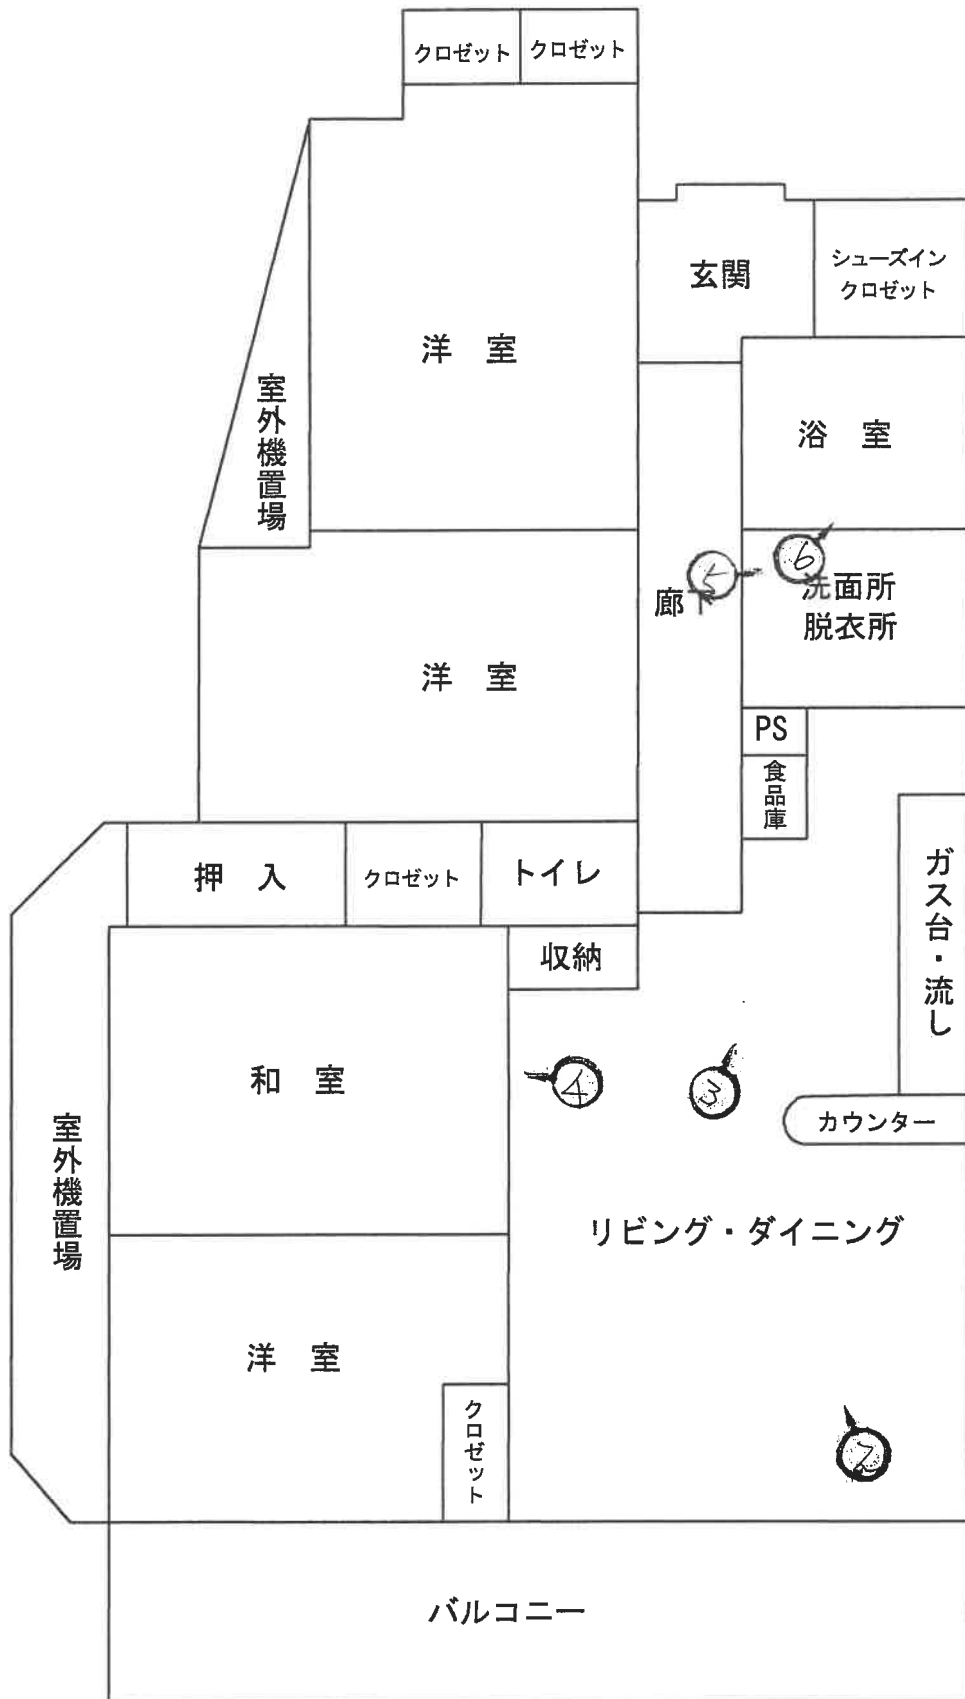 クロゼット
クロゼット
玄関
シューズイン
クロゼット
洋 室
室外機置場
浴 室
⑤
⑥
廊下
洗面所
脱衣所
洋 室
PS
食品庫
押 入
クロゼット
トイレ
ガス台・流し
収納
和 室
④
③
カウンター
室外機置場
リビング・ダイニング
洋 室
クロゼット
②
バルコニー